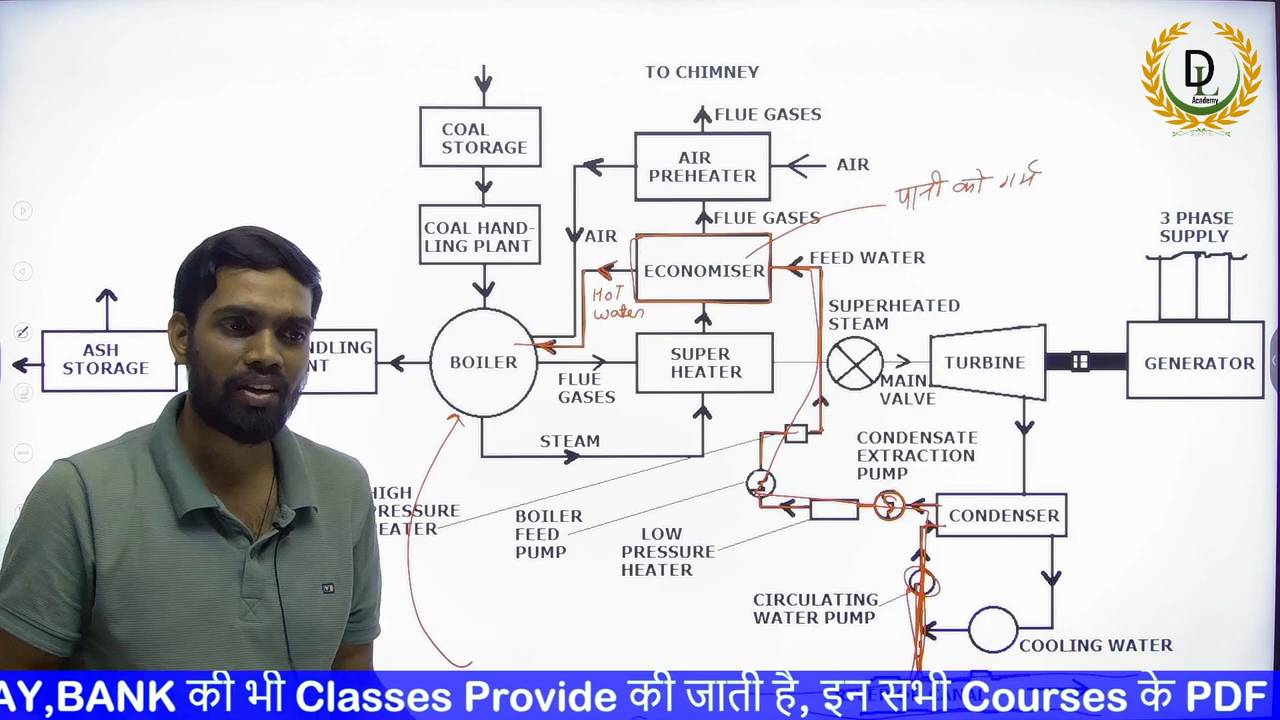 TO CHIMNEY
DL
Academy
COAL
STORAGE
FLUE GASES
AIR
PREHEATER
AIR
पानी को गर्म
COAL HAND-
LING PLANT
AIR
FLUE GASES
3 PHASE
SUPPLY
ECONOMISER
FEED WATER
HOT
water
SUPERHEATED
STEAM
ASH
STORAGE
BOILER
SUPER
HEATER
TURBINE
GENERATOR
FLUE
GASES
MAIN
VALVE
STEAM
CONDENSATE
EXTRACTION
PUMP
HIGH
PRESSURE
HEATER
BOILER
FEED
PUMP
LOW
PRESSURE
HEATER
CONDENSER
CIRCULATING
WATER PUMP
COOLING WATER
AY,BANK की भी Classes Provide की जाती है, इन सभी Courses के PDF